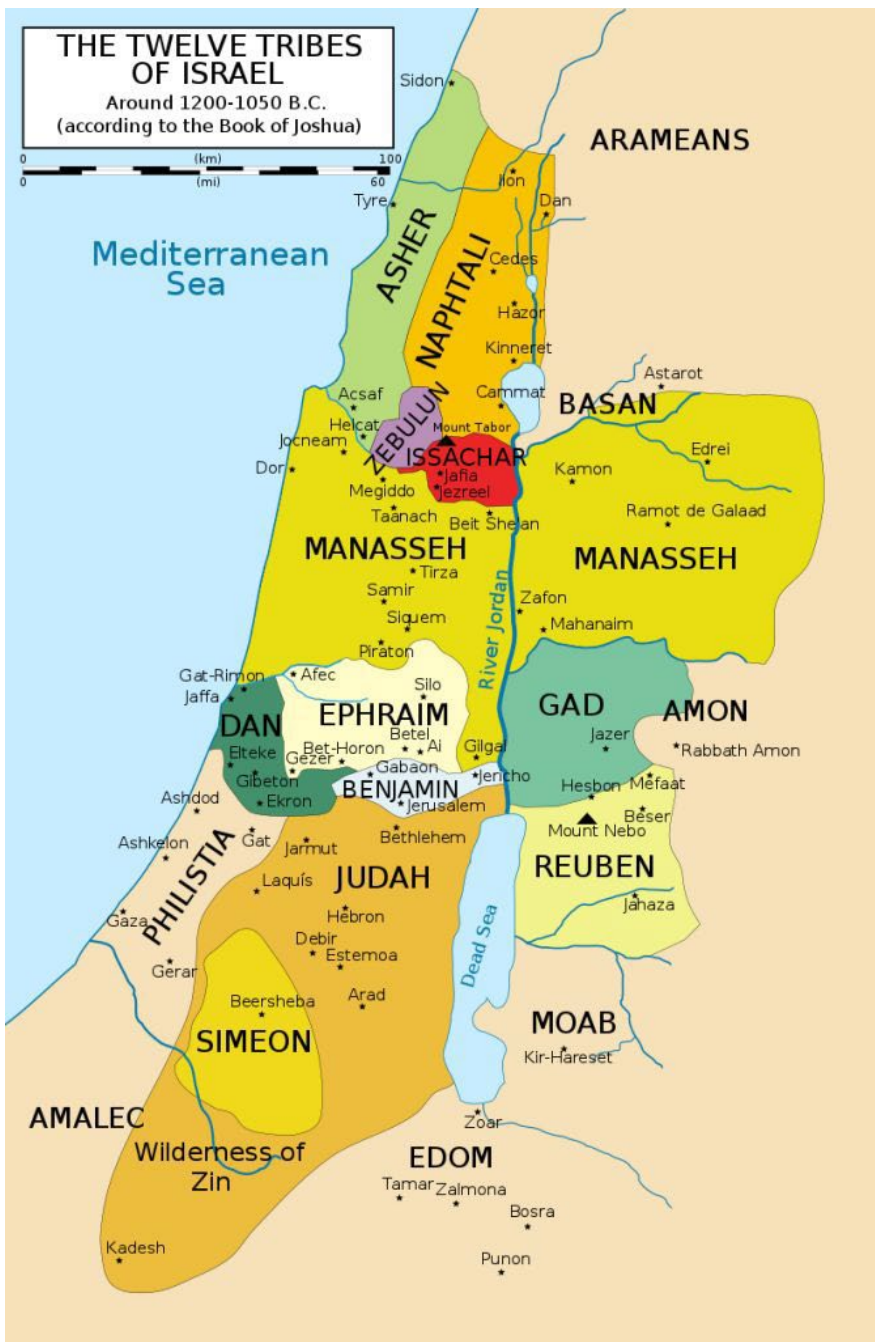 THE TWELVE TRIBES
OF ISRAEL
Around 1200-1050 B.C.
(according to the Book of Joshua)
0 (km) 100
0 (mi) 60
Sidon
ARAMEANS
Ilon
Dan
Tyre
Mediterranean
Sea
ASHER
NAPHTALI
Cedes
Hazor
Kinneret
Astarot
Cammat
BASAN
Acsaf
Helcat
ZEBULUN
Mount Tabor
Jocneam
ISSACHAR
Edrei
Dor
Jafia
Kamon
Megiddo
Jezreel
Taanach
Beit She'an
Ramot de Galaad
MANASSEH
MANASSEH
Tirza
River Jordan
Samir
Zafon
Siquem
Mahanaim
Piraton
Gat-Rimon
Afec
Jaffa
Silo
DAN
EPHRAIM
GAD
AMON
Betel
Elteke
Bet-Horon
Ai
Gilgal
Jazer
Rabbath Amon
Gezer
Gabaon
Jericho
Gibeton
BENJAMIN
Hesbon
Mefaat
Ekron
Jerusalem
Ashdod
Beser
Bethlehem
Mount Nebo
Ashkelon
Gat
Jarmut
PHILISTIA
REUBEN
Laquís
JUDAH
Jahaza
Gaza
Hebron
Debir
Dead Sea
Estemoa
Gerar
Beersheba
Arad
MOAB
SIMEON
Kir-Hareset
AMALEC
Zoar
Wilderness of
Zin
EDOM
Tamar
Zalmona
Bosra
Kadesh
Punon